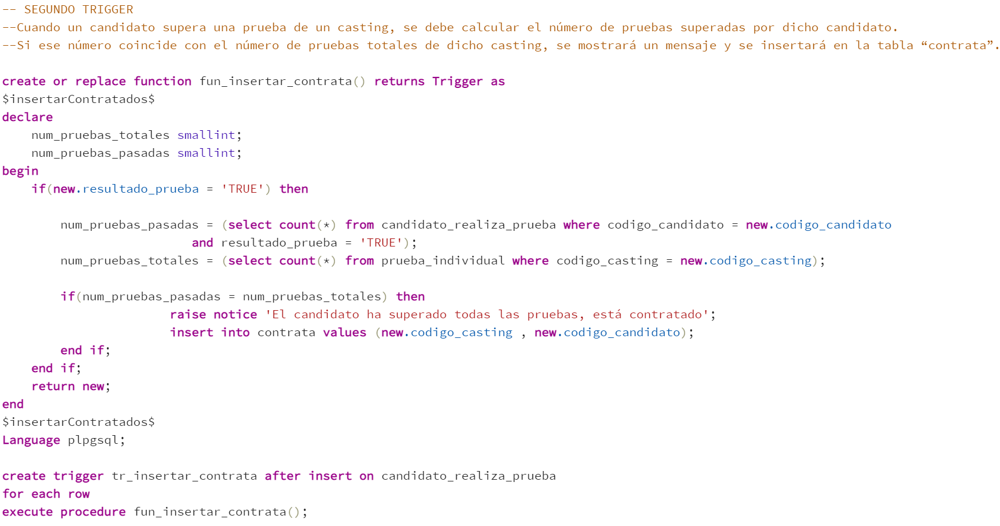 -- SEGUNDO TRIGGER
--Cuando un candidato supera una prueba de un casting, se debe calcular el número de pruebas superadas por dicho candidato.
--Si ese número coincide con el número de pruebas totales de dicho casting, se mostrará un mensaje y se insertará en la tabla “contrata”.
create or replace function fun_insertar_contrata() returns Trigger as
$insertarContratados$
declare
    num_pruebas_totales smallint;
    num_pruebas_pasadas smallint;
begin
    if(new.resultado_prueba = 'TRUE') then
        num_pruebas_pasadas = (select count(*) from candidato_realiza_prueba where codigo_candidato = new.codigo_candidato
                          and resultado_prueba = 'TRUE');
        num_pruebas_totales = (select count(*) from prueba_individual where codigo_casting = new.codigo_casting);
        if(num_pruebas_pasadas = num_pruebas_totales) then
                       raise notice 'El candidato ha superado todas las pruebas, está contratado';
                       insert into contrata values (new.codigo_casting , new.codigo_candidato);
        end if;
    end if;
    return new;
end
$insertarContratados$
Language plpgsql;
create trigger tr_insertar_contrata after insert on candidato_realiza_prueba
for each row
execute procedure fun_insertar_contrata();